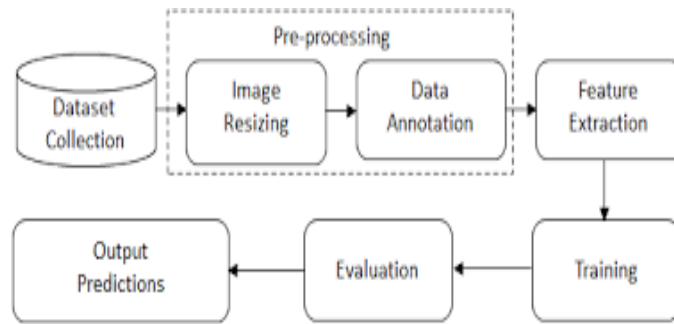 Pre-processing
Dataset
Collection
Image
Resizing
Data
Annotation
Feature
Extraction
Output
Predictions
Evaluation
Training